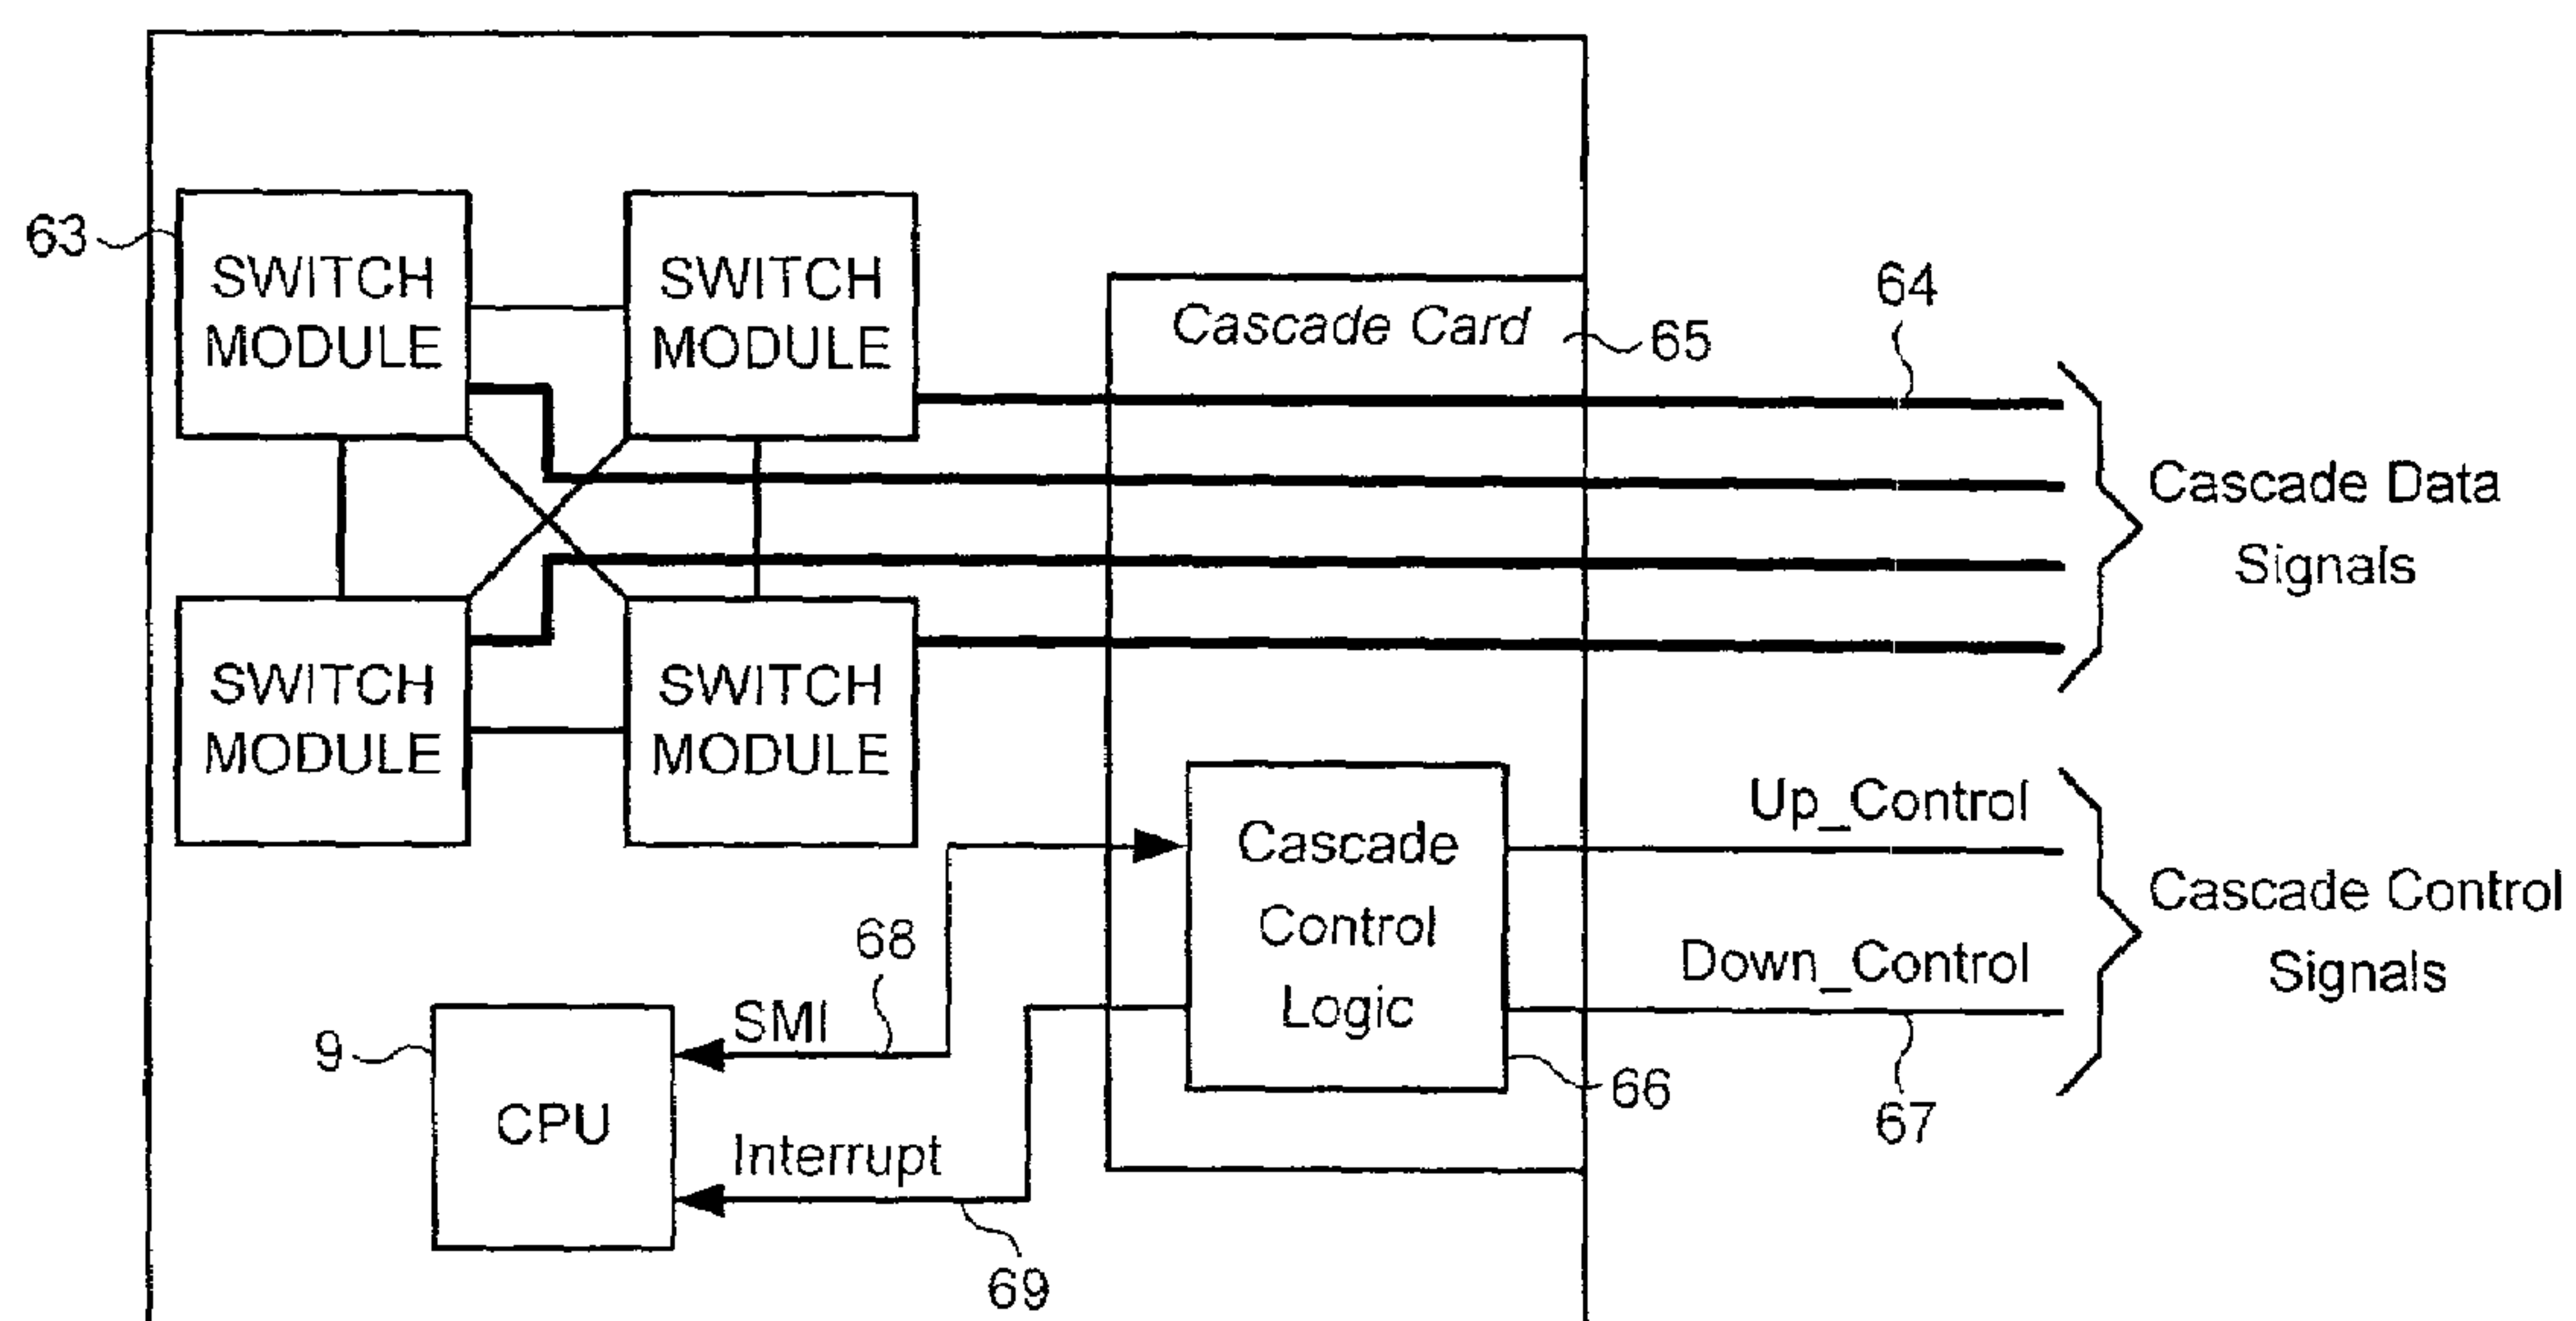 63
SWITCH
MODULE
SWITCH
MODULE
Cascade Card
65
64
Cascade Data
Signals
SWITCH
MODULE
SWITCH
MODULE
Cascade
Control
Logic
66
Up_Control
Down_Control
67
Cascade Control
Signals
68
SMI
9
CPU
Interrupt
69